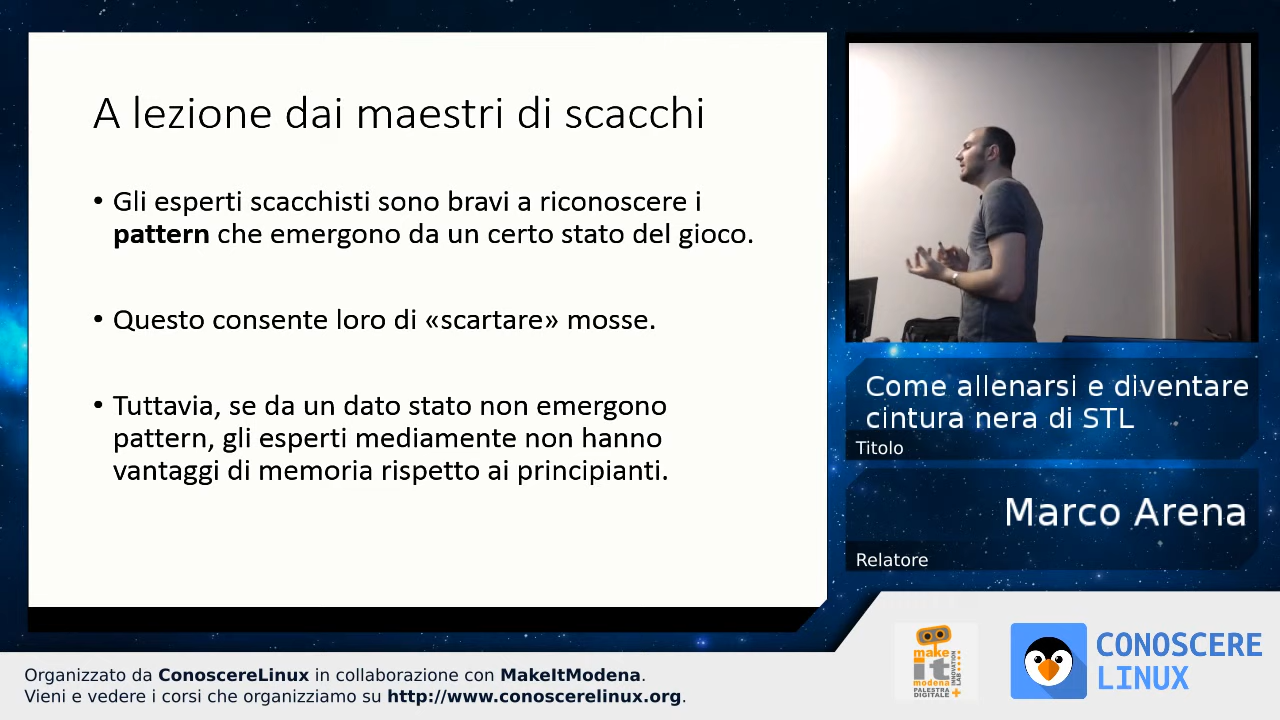 A lezione dai maestri di scacchi
• Gli esperti scacchisti sono bravi a riconoscere i
pattern che emergono da un certo stato del gioco.
• Questo consente loro di «scartare» mosse.
• Tuttavia, se da un dato stato non emergono
pattern, gli esperti mediamente non hanno
vantaggi di memoria rispetto ai principianti.
Come allenarsi e diventare
cintura nera di STL
Titolo
Marco Arena
Relatore
make
it
modena
PALESTRA
DIGITALE
INNOVATION
LAB
CONOSCERE
LINUX
Organizzato da ConoscereLinux in collaborazione con MakeItModena.
Vieni e vedere i corsi che organizziamo su http://www.conoscerelinux.org.